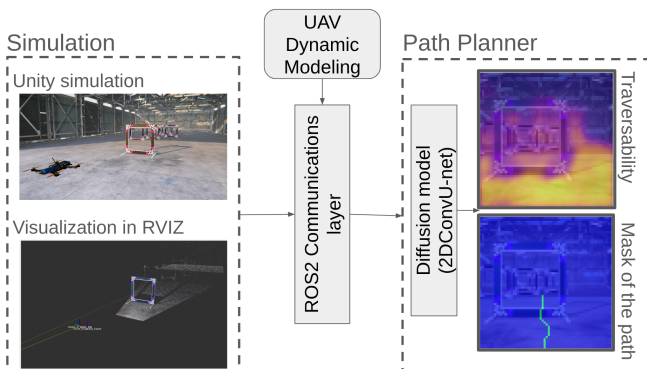 Simulation
Unity simulation
Visualization in RVIZ
UAV
Dynamic
Modeling
ROS2 Communications
layer
Path Planner
Diffusion model
(2DConvU-net)
Traversability
Mask of the path